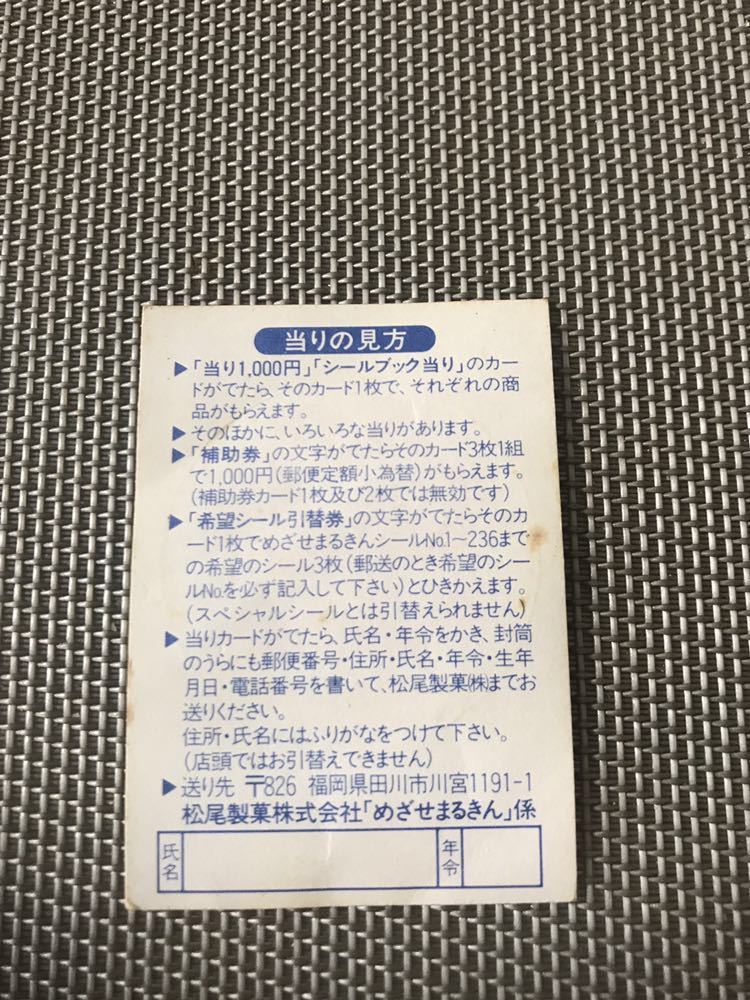 当りの見方
▶「当り1,000円」「シールブック当り」のカー
ドがでたら、そのカード1枚で、それぞれの商
品がもらえます。
▶そのほかに、いろいろな当りがあります。
▶「補助券」の文字がでたらそのカード3枚1組
で1,000円(郵便定額小為替)がもらえます。
(補助券カード1枚及び2枚では無効です)
▶「希望シール引替券」の文字がでたらそのカ
ード1枚でめざせまるきんシールNo.1〜236まで
の希望のシール3枚(郵送のとき希望のシー
ルNo.を必ず記入して下さい)とひきかえます。
(スペシャルシールとは引替えられません)
▶当りカードがでたら、氏名・年令をかき、封筒
のうらにも郵便番号・住所・氏名・年令・生年
月日・電話番号を書いて、松尾製菓㈱までお
送りください。
住所・氏名にはふりがなをつけて下さい。
(店頭ではお引替えできません)
▶送り先 〒826 福岡県田川市川宮1191-1
松尾製菓株式会社「めざせまるきん」係
氏名
年令